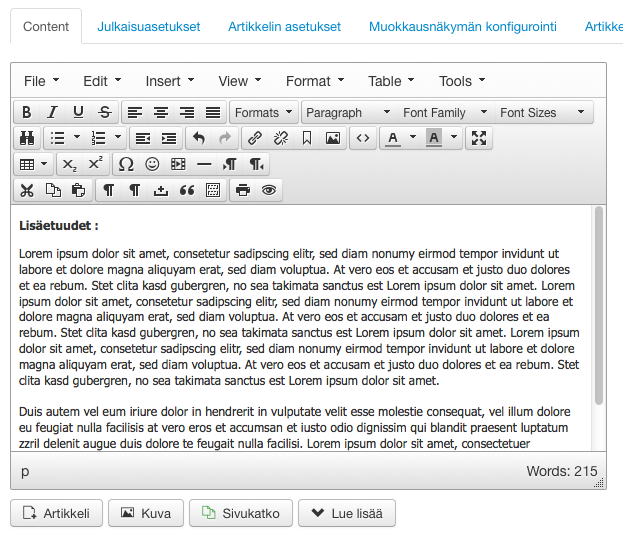 Content Julkaisuasetukset Artikkelin asetukset Muokkausnäkymän konfigurointi Artikke
File Edit Insert View Format Table Tools
B I U S Formats Paragraph Font Family Font Sizes
A A
Lisäetuudet :
Lorem ipsum dolor sit amet, consetetur sadipscing elitr, sed diam nonumy eirmod tempor invidunt ut
labore et dolore magna aliquyam erat, sed diam voluptua. At vero eos et accusam et justo duo dolores
et ea rebum. Stet clita kasd gubergren, no sea takimata sanctus est Lorem ipsum dolor sit amet. Lorem
ipsum dolor sit amet, consetetur sadipscing elitr, sed diam nonumy eirmod tempor invidunt ut labore et
dolore magna aliquyam erat, sed diam voluptua. At vero eos et accusam et justo duo dolores et ea
rebum. Stet clita kasd gubergren, no sea takimata sanctus est Lorem ipsum dolor sit amet. Lorem ipsum
dolor sit amet, consetetur sadipscing elitr, sed diam nonumy eirmod tempor invidunt ut labore et dolore
magna aliquyam erat, sed diam voluptua. At vero eos et accusam et justo duo dolores et ea rebum. Stet
clita kasd gubergren, no sea takimata sanctus est Lorem ipsum dolor sit amet.
Duis autem vel eum iriure dolor in hendrerit in vulputate velit esse molestie consequat, vel illum dolore
eu feugiat nulla facilisis at vero eros et accumsan et iusto odio dignissim qui blandit praesent luptatum
zzril delenit augue duis dolore te feugait nulla facilisi. Lorem ipsum dolor sit amet, consectetuer
p Words: 215
Artikkeli Kuva Sivukatko Lue lisää